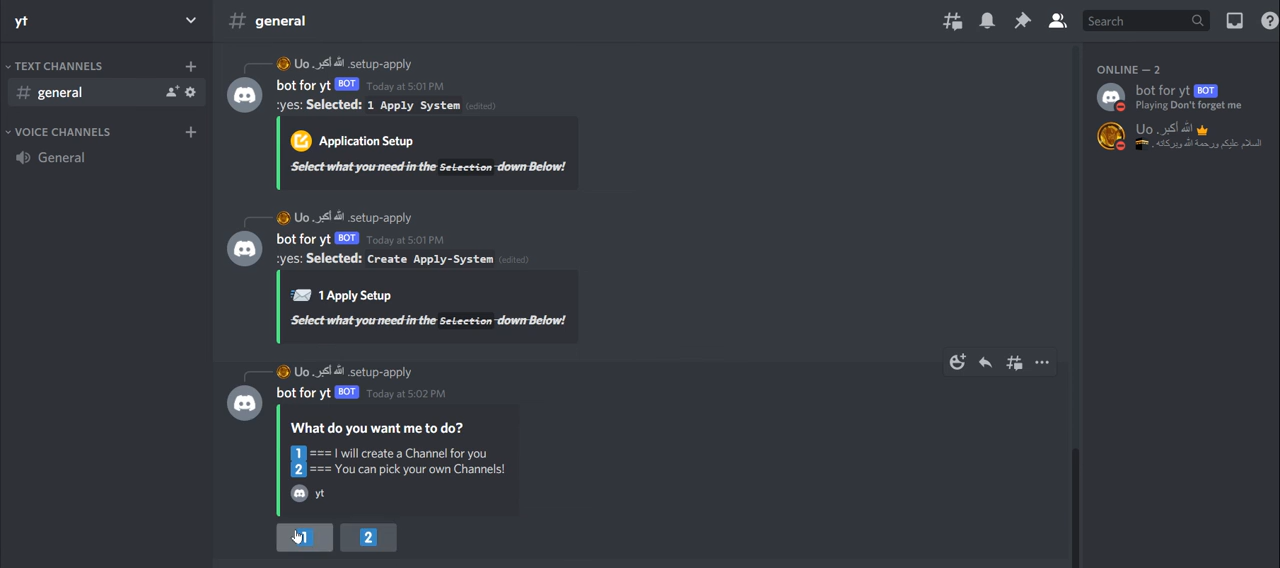 yt
# general
Search
TEXT CHANNELS
# general
VOICE CHANNELS
General
Uo . الله أكبر .setup-apply
bot for yt BOT Today at 5:01 PM
:yes: Selected: 1 Apply System (edited)
Application Setup
Select what you need in the Selection down Below!
Uo . الله أكبر .setup-apply
bot for yt BOT Today at 5:01 PM
:yes: Selected: Create Apply-System (edited)
1 Apply Setup
Select what you need in the Selection down Below!
Uo . الله أكبر .setup-apply
bot for yt BOT Today at 5:02 PM
What do you want me to do?
1 === I will create a Channel for you
2 === You can pick your own Channels!
yt
1 2
ONLINE — 2
bot for yt BOT
Playing Don't forget me
Uo . الله أكبر
السلام عليكم ورحمة الله وبركاته .